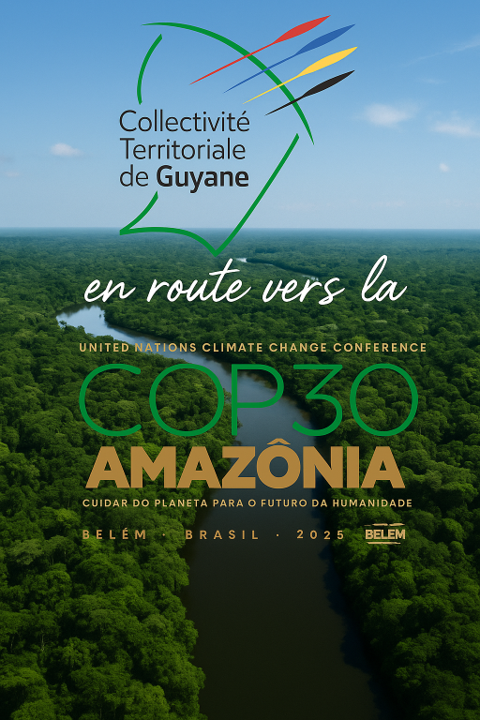 Collectivité
Territoriale
de Guyane
en route vers la
UNITED NATIONS CLIMATE CHANGE CONFERENCE
COP30
AMAZÔNIA
CUIDAR DO PLANETA PARA O FUTURO DA HUMANIDADE
BELÉM · BRASIL · 2025 BELÉM